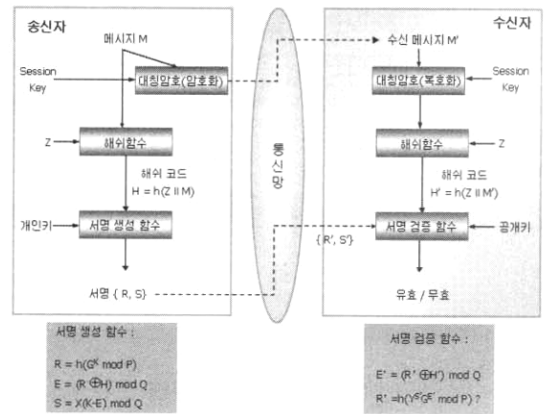 송신자
메시지 M
Session
Key
대칭암호(암호화)
Z
해쉬함수
해쉬 코드
H = h(Z II M)
개인키
서명 생성 함수
서명 { R, S}
통신망
수신자
수신 메시지 M'
대칭암호(복호화)
Session
Key
해쉬함수
Z
해쉬 코드
H' = h(Z II M')
서명 검증 함수
공개키
{ R', S'}
유효 / 무효
서명 생성 함수 :
R = h(G^K mod P)
E = (R ⊕H) mod Q
S = X(K-E) mod Q
서명 검증 함수 :
E' = (R' ⊕H') mod Q
R' =h(Y^S'G^E' mod P) ?